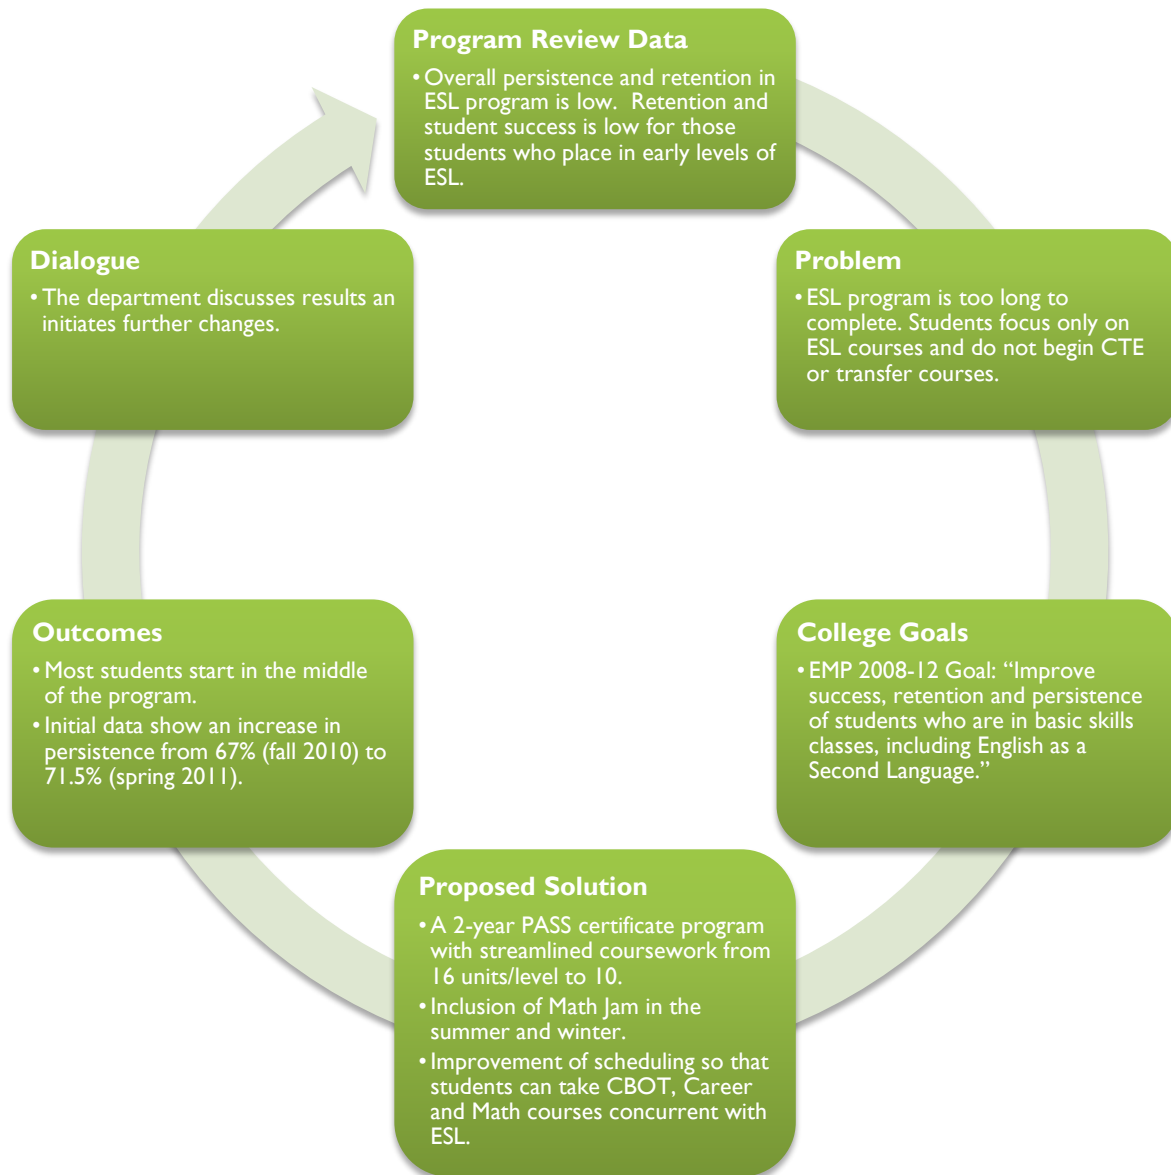 Program Review Data
• Overall persistence and retention in
ESL program is low.  Retention and
student success is low for those
students who place in early levels of
ESL.
Problem
• ESL program is too long to
complete. Students focus only on
ESL courses and do not begin CTE
or transfer courses.
College Goals
• EMP 2008-12 Goal: “Improve
success, retention and persistence
of students who are in basic skills
classes, including English as a
Second Language.”
Proposed Solution
• A 2-year PASS certificate program
with streamlined coursework from
16 units/level to 10.
• Inclusion of Math Jam in the
summer and winter.
• Improvement of scheduling so that
students can take CBOT, Career
and Math courses concurrent with
ESL.
Outcomes
• Most students start in the middle
of the program.
• Initial data show an increase in
persistence from 67% (fall 2010) to
71.5% (spring 2011).
Dialogue
• The department discusses results an
initiates further changes.